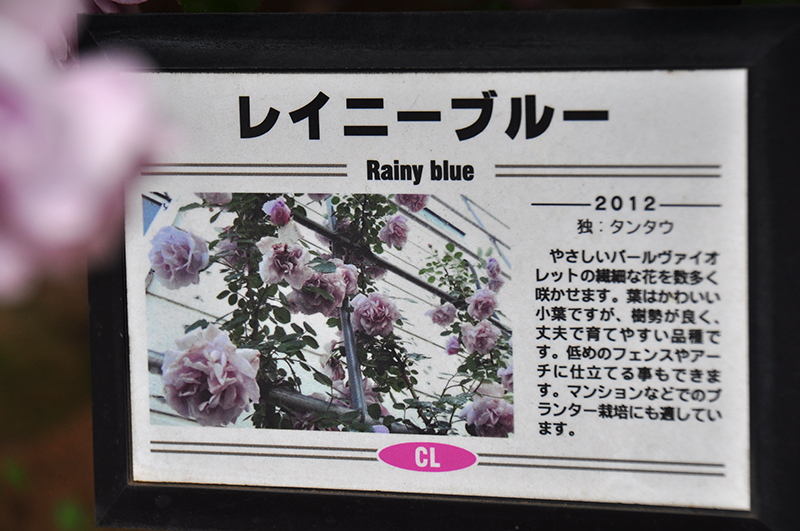 レイニーブルー
Rainy blue
2012
独：タンタウ
やさしいパールヴァイオ
レットの繊細な花を数多く
咲かせます。葉はかわいい
小葉ですが、樹勢が良く、
丈夫で育てやすい品種で
す。低めのフェンスやアー
チに仕立てる事もできま
す。マンションなどでのプ
ランター栽培にも適してい
ます。
CL